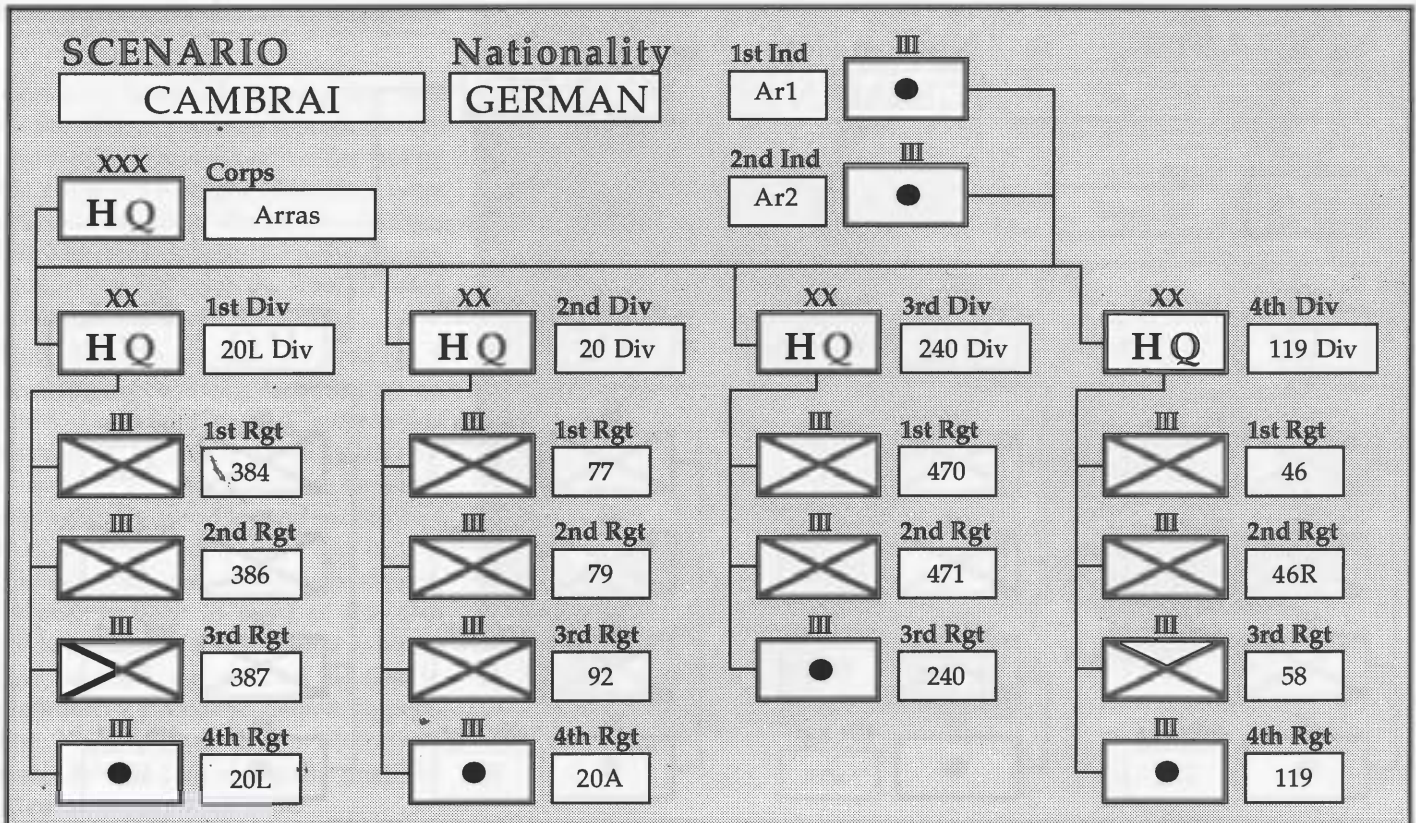 SCENARIO Nationality 1st Ind III
CAMBRAI GERMAN Ar1
2nd Ind III
XXX Corps Ar2
HQ Arras
XX 1st Div XX 2nd Div XX 3rd Div XX 4th Div
HQ 20L Div HQ 20 Div HQ 240 Div HQ 119 Div
III 1st Rgt III 1st Rgt III 1st Rgt III 1st Rgt
384 77 470 46
III 2nd Rgt III 2nd Rgt III 2nd Rgt III 2nd Rgt
386 79 471 46R
III 3rd Rgt III 3rd Rgt III 3rd Rgt III 3rd Rgt
387 92 240 58
III 4th Rgt III 4th Rgt III 4th Rgt
20L 20A 119